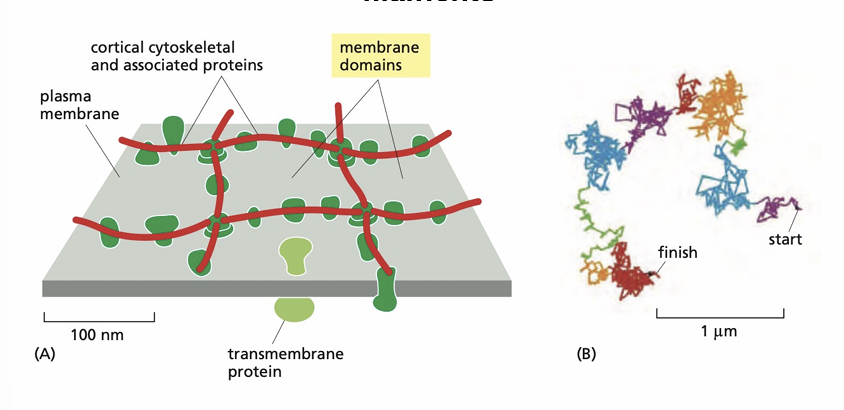 cortical cytoskeletal
and associated proteins
membrane
domains
plasma
membrane
start
finish
100 nm
1 µm
(A)
(B)
transmembrane
protein